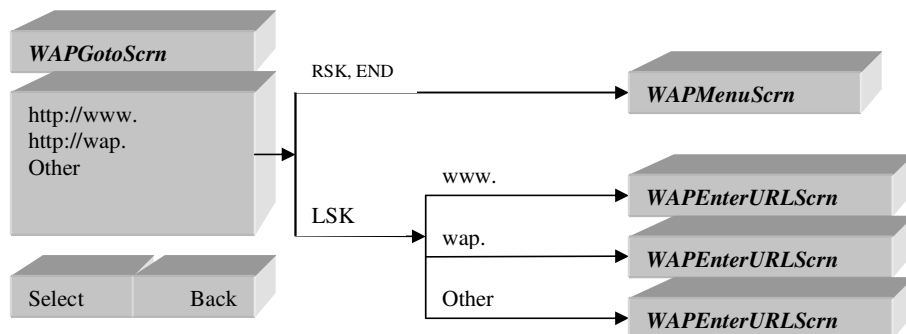 WAPGotoScrn
http://www.
http://wap.
Other
Select
Back
RSK, END
LSK
www.
wap.
Other
WAPMenuScrn
WAPEnterURLScrn
WAPEnterURLScrn
WAPEnterURLScrn